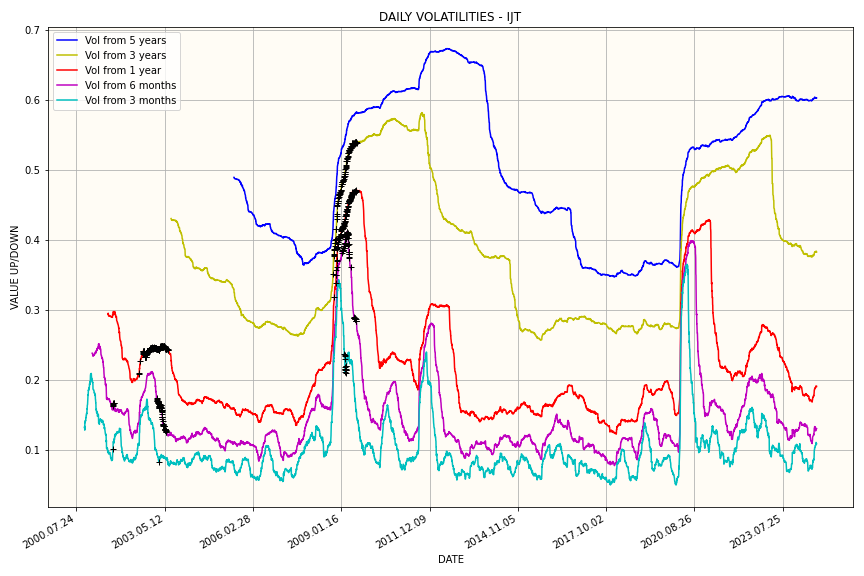 DAILY VOLATILITIES - IJT
0.7
0.6
0.5
0.4
0.3
0.2
0.1
VALUE UP/DOWN
Vol from 5 years
Vol from 3 years
Vol from 1 year
Vol from 6 months
Vol from 3 months
2000.07.24
2003.05.12
2006.02.28
2009.01.16
2011.12.09
2014.11.05
2017.10.02
2020.08.26
2023.07.25
DATE